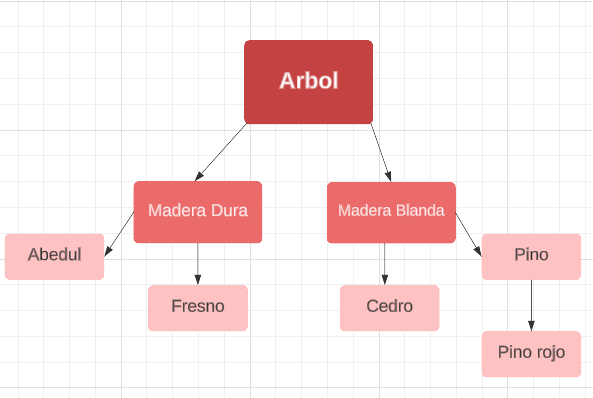 Arbol
Madera Dura
Madera Blanda
Abedul
Pino
Fresno
Cedro
Pino rojo